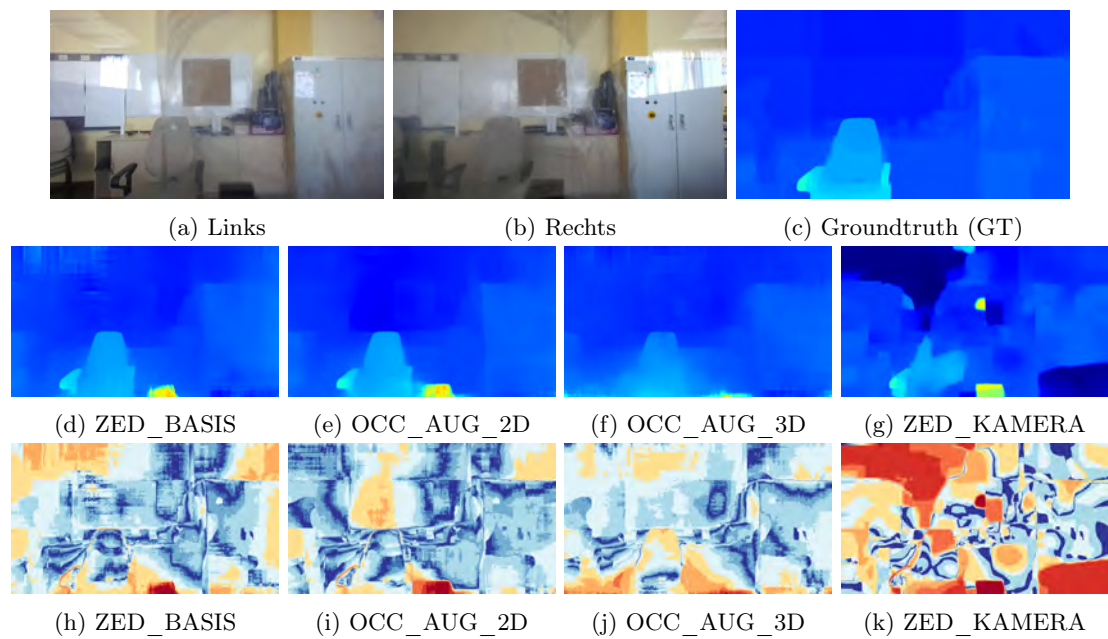 (a) Links
(b) Rechts
(c) Groundtruth (GT)
(d) ZED_BASIS
(e) OCC_AUG_2D
(f) OCC_AUG_3D
(g) ZED_KAMERA
(h) ZED_BASIS
(i) OCC_AUG_2D
(j) OCC_AUG_3D
(k) ZED_KAMERA